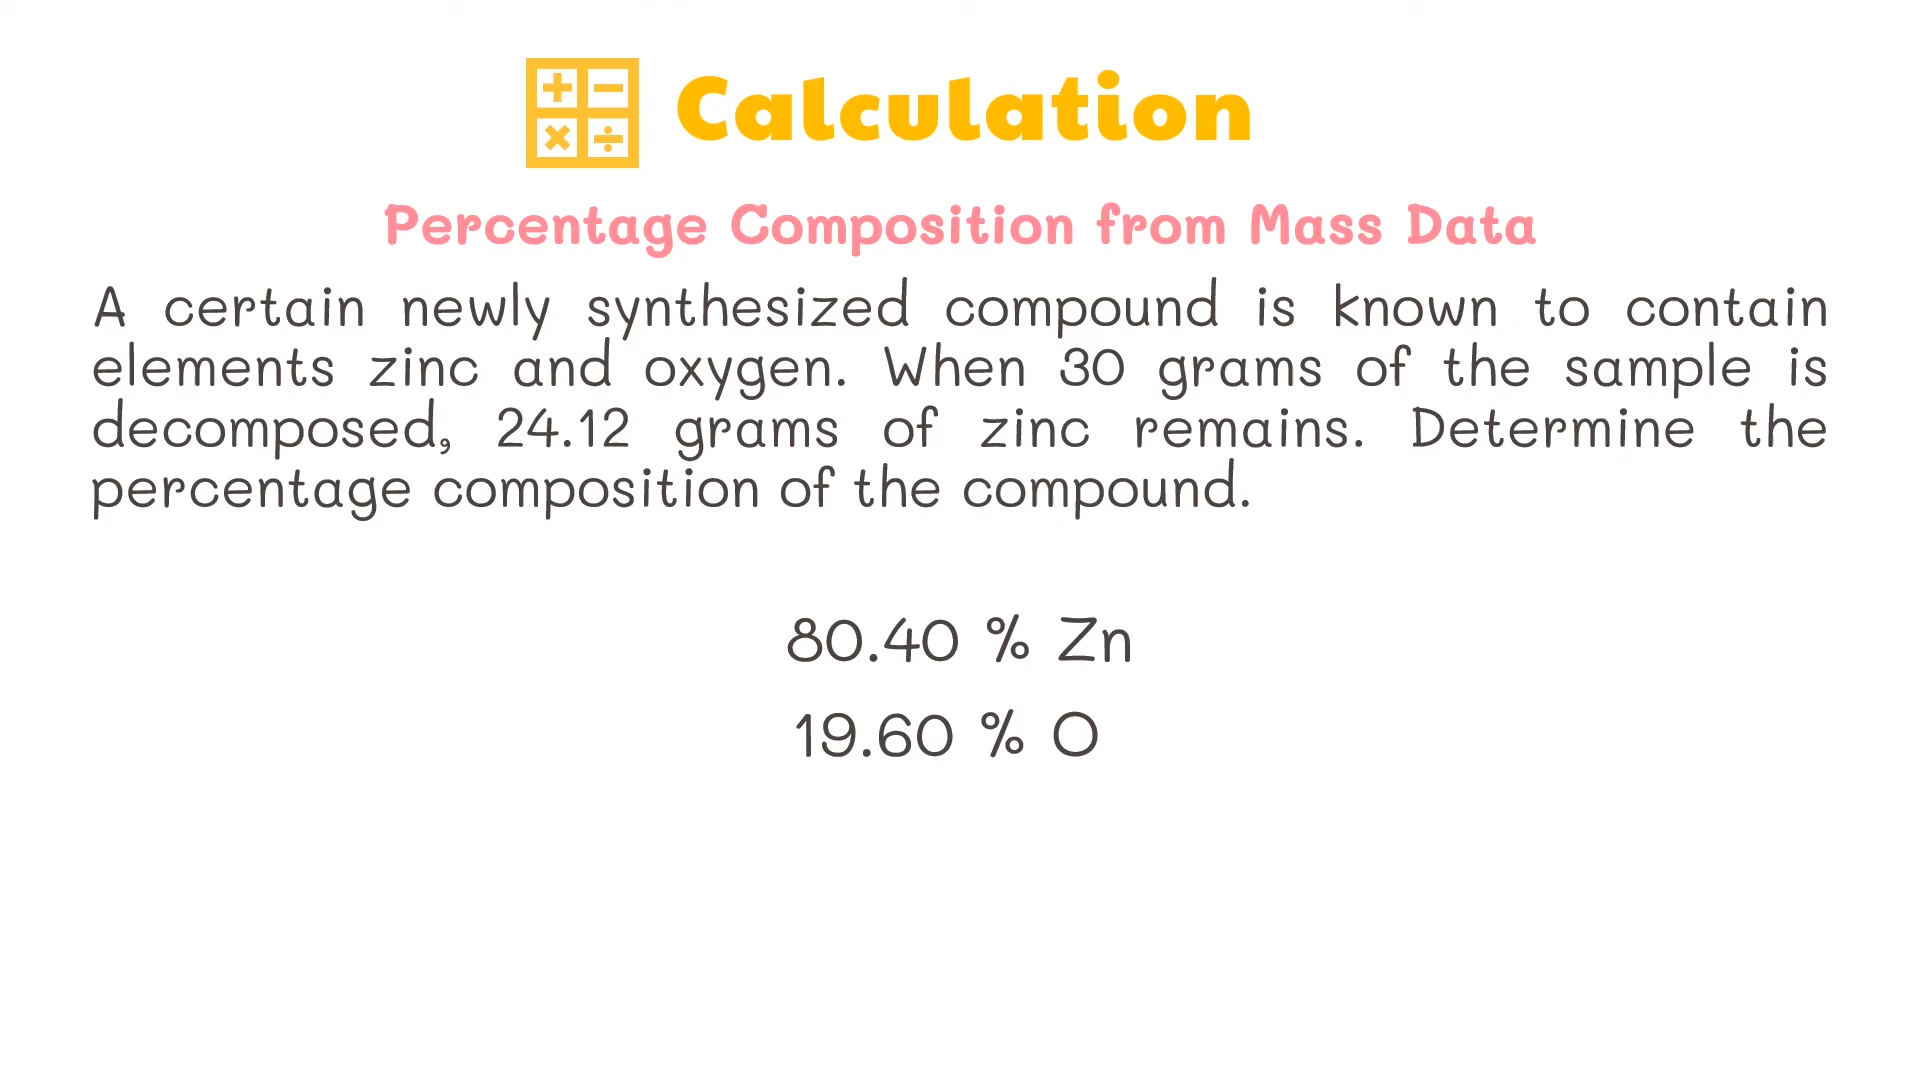 Calculation
Percentage Composition from Mass Data
A certain newly synthesized compound is known to contain
elements zinc and oxygen. When 30 grams of the sample is
decomposed, 24.12 grams of zinc remains. Determine the
percentage composition of the compound.
80.40 % Zn
19.60 % O